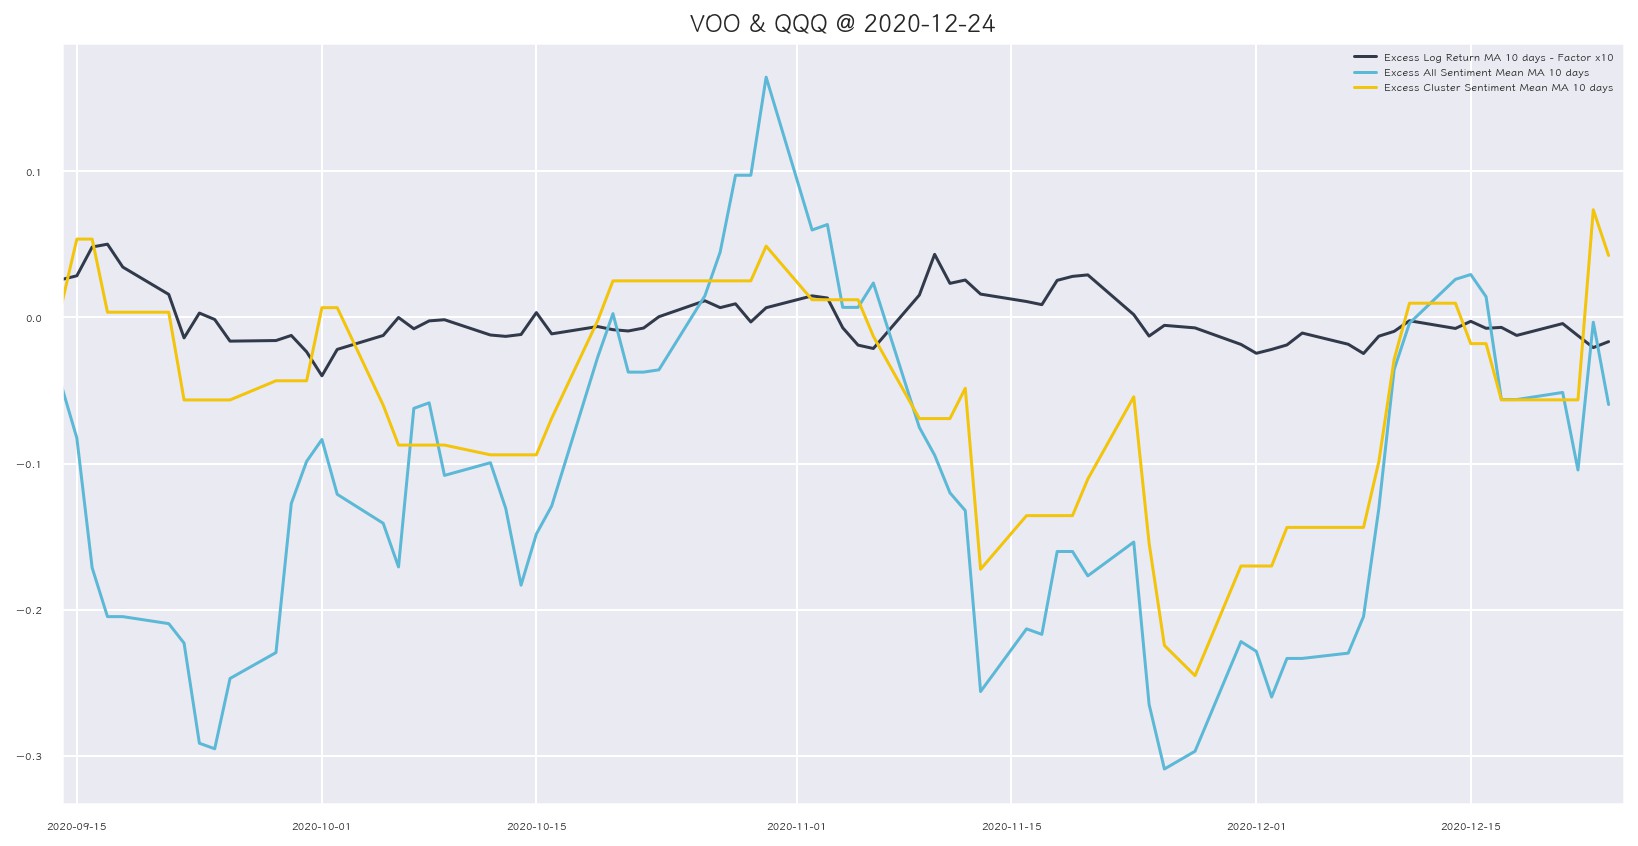 VOO & QQQ @ 2020-12-24
Excess Log Return MA 10 days - Factor x10
Excess All Sentiment Mean MA 10 days
Excess Cluster Sentiment Mean MA 10 days
0.1
0.0
−0.1
−0.2
−0.3
2020-09-15 2020-10-01 2020-10-15 2020-11-01 2020-11-15 2020-12-01 2020-12-15